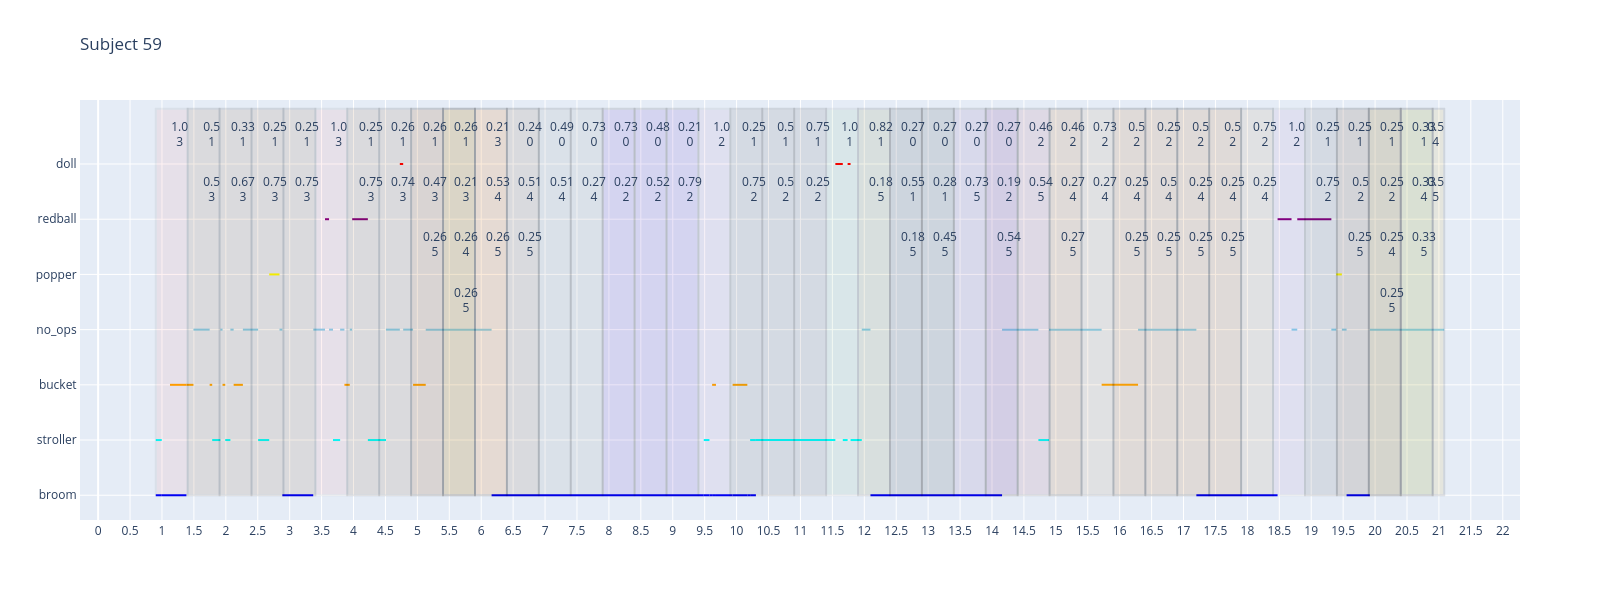 Subject 59
1.0 0.5 0.33 0.25 0.25 1.0 0.25 0.26 0.26 0.26 0.21 0.24 0.49 0.73 0.73 0.48 0.21 1.0 0.25 0.5 0.75 1.0 0.82 0.27 0.27 0.27 0.27 0.46 0.46 0.73 0.5 0.25 0.5 0.5 0.75 1.0 0.25 0.25 0.25 0.33 0.5
3 1 1 1 1 3 1 1 1 1 3 0 0 0 0 0 0 2 1 1 1 1 1 0 0 0 0 2 2 2 2 2 2 2 2 2 1 1 1 1 4
doll
0.5 0.67 0.75 0.75 0.75 0.74 0.47 0.21 0.53 0.51 0.51 0.27 0.27 0.52 0.79 0.75 0.5 0.25 0.18 0.55 0.28 0.73 0.19 0.54 0.27 0.27 0.25 0.5 0.25 0.25 0.25 0.75 0.5 0.25 0.33 0.5
3 3 3 3 3 3 3 3 4 4 4 4 2 2 2 2 2 2 5 1 1 5 2 5 4 4 4 4 4 4 4 2 2 2 4 5
redball
0.26 0.26 0.26 0.25 0.18 0.45 0.54 0.27 0.25 0.25 0.25 0.25 0.25 0.25 0.33
5 4 5 5 5 5 5 5 5 5 5 5 5 4 5
popper
0.26 0.25
5 5
no_ops
bucket
stroller
broom
0 0.5 1 1.5 2 2.5 3 3.5 4 4.5 5 5.5 6 6.5 7 7.5 8 8.5 9 9.5 10 10.5 11 11.5 12 12.5 13 13.5 14 14.5 15 15.5 16 16.5 17 17.5 18 18.5 19 19.5 20 20.5 21 21.5 22